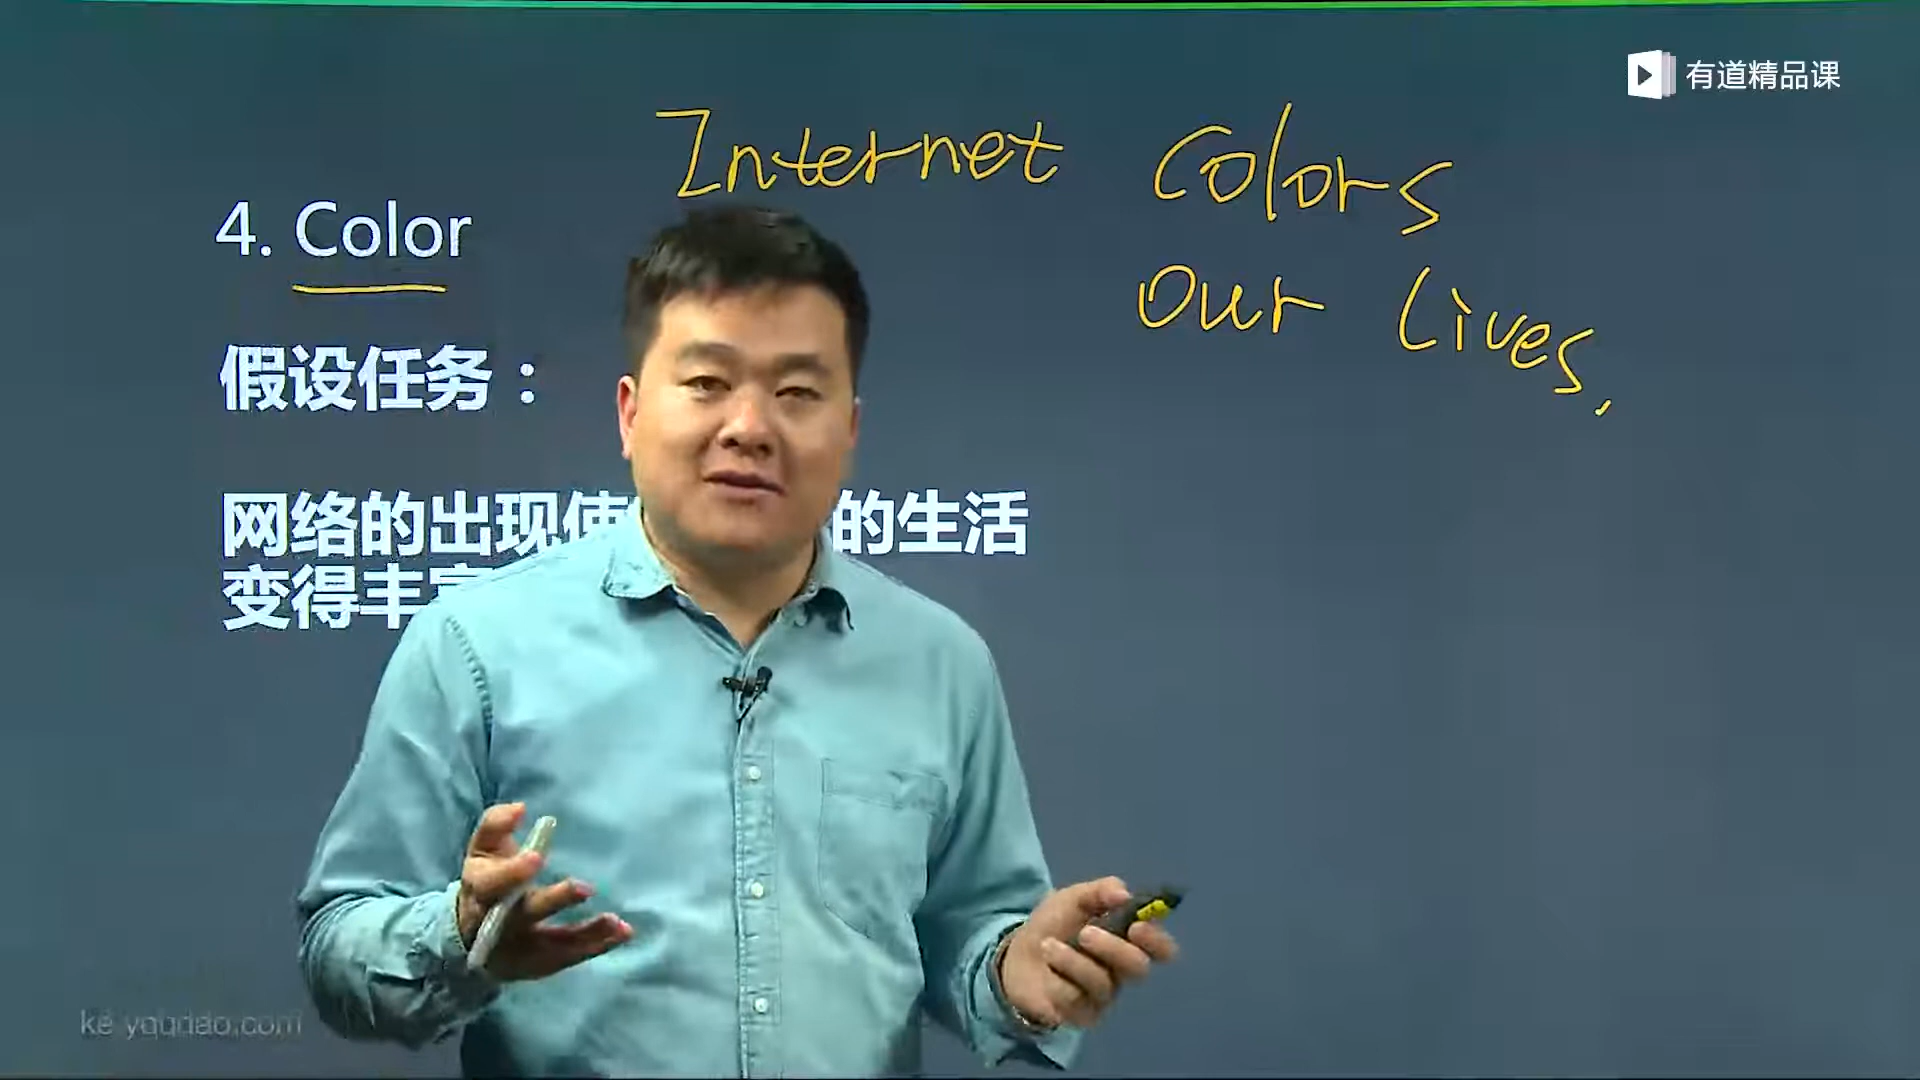 有道精品课
Internet colors
our lives.
4. Color
假设任务：
网络的出现使 的生活
变得丰富
ke.youdao.com